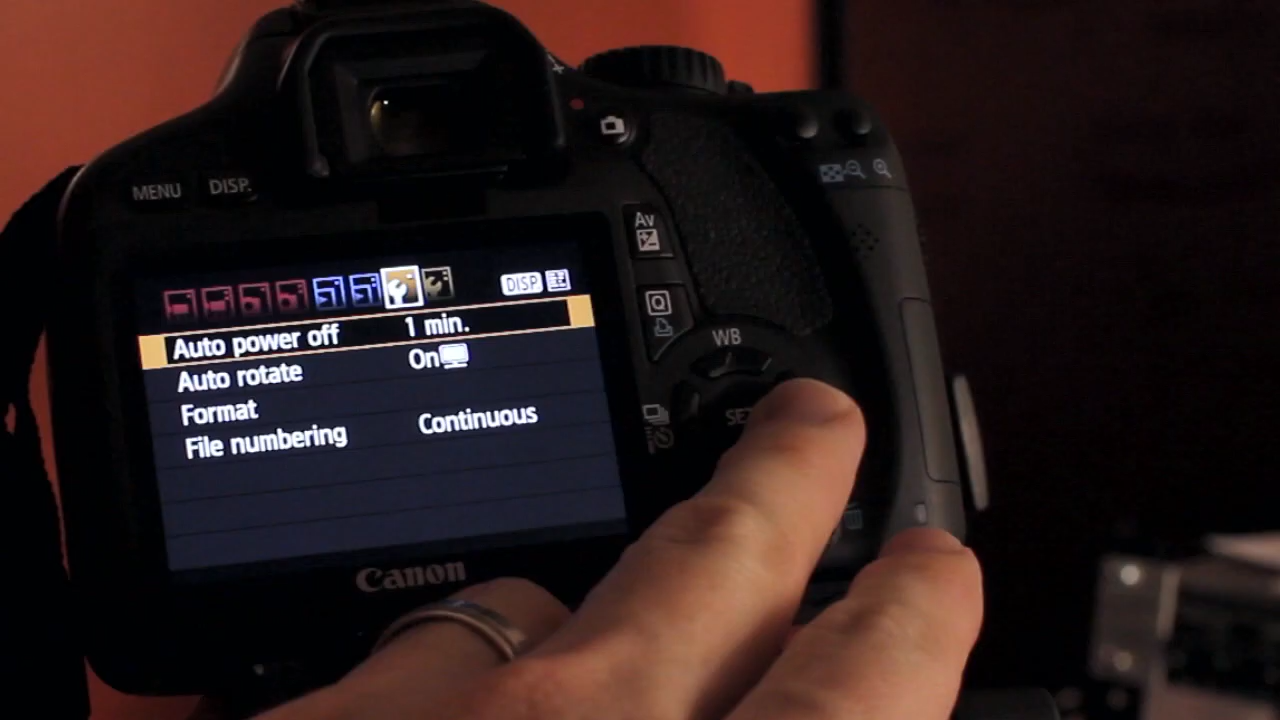 MENU DISP.
Av
Q
WB
SET
DISP
Auto power off 1 min.
Auto rotate On
Format
File numbering Continuous
Canon